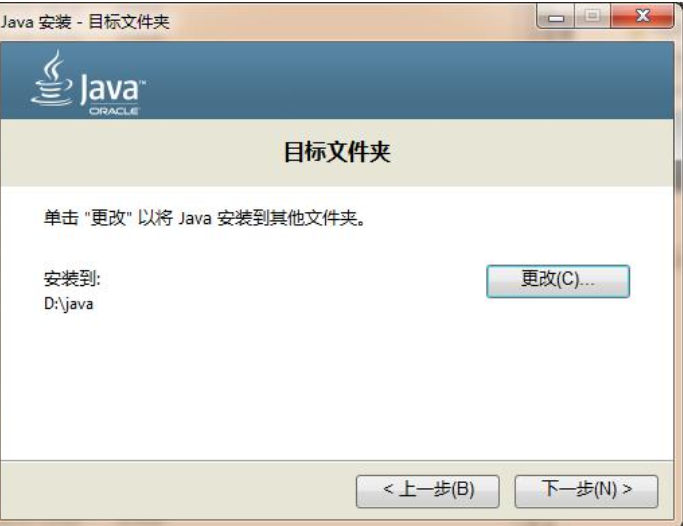 Java 安装 - 目标文件夹
Java™
ORACLE
目标文件夹
单击 "更改" 以将 Java 安装到其他文件夹。
安装到:
更改(C)...
D:\java
< 上一步(B)
下一步(N) >